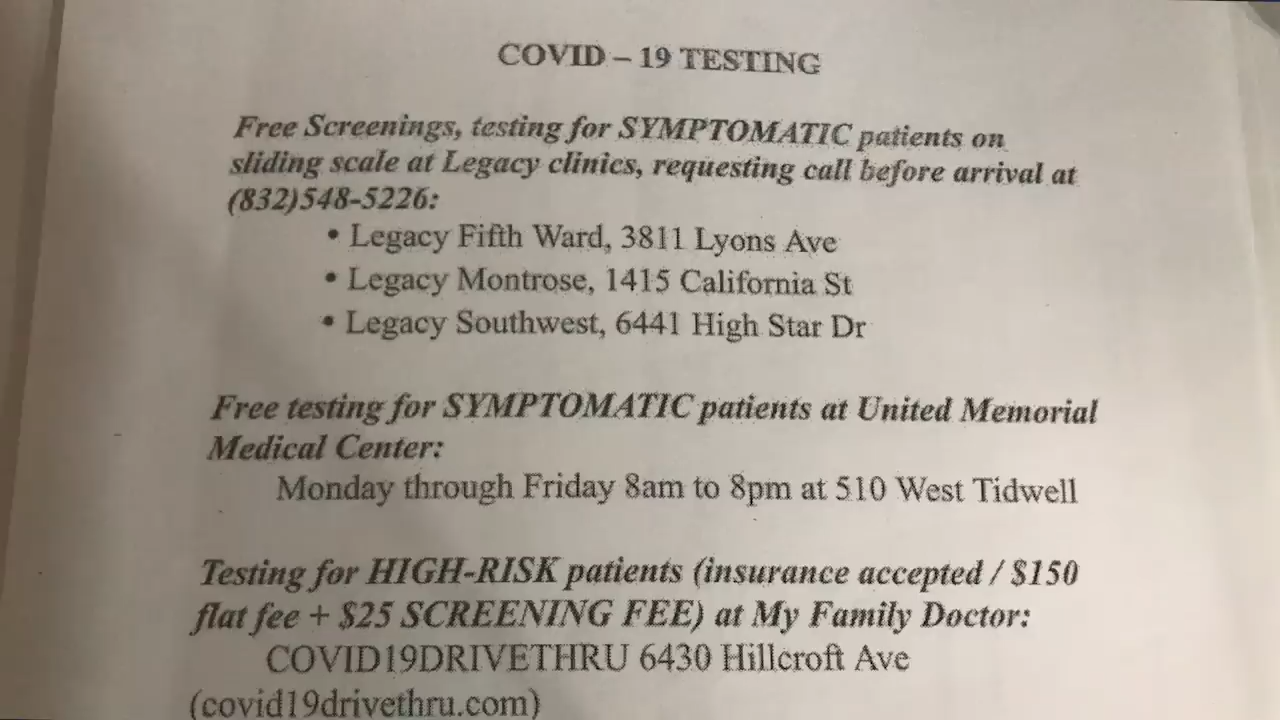 COVID – 19 TESTING
Free Screenings, testing for SYMPTOMATIC patients on
sliding scale at Legacy clinics, requesting call before arrival at
(832)548-5226:
• Legacy Fifth Ward, 3811 Lyons Ave
• Legacy Montrose, 1415 California St
• Legacy Southwest, 6441 High Star Dr
Free testing for SYMPTOMATIC patients at United Memorial
Medical Center:
Monday through Friday 8am to 8pm at 510 West Tidwell
Testing for HIGH-RISK patients (insurance accepted / $150
flat fee + $25 SCREENING FEE) at My Family Doctor:
COVID19DRIVETHRU 6430 Hillcroft Ave
(covid19drivethru.com)